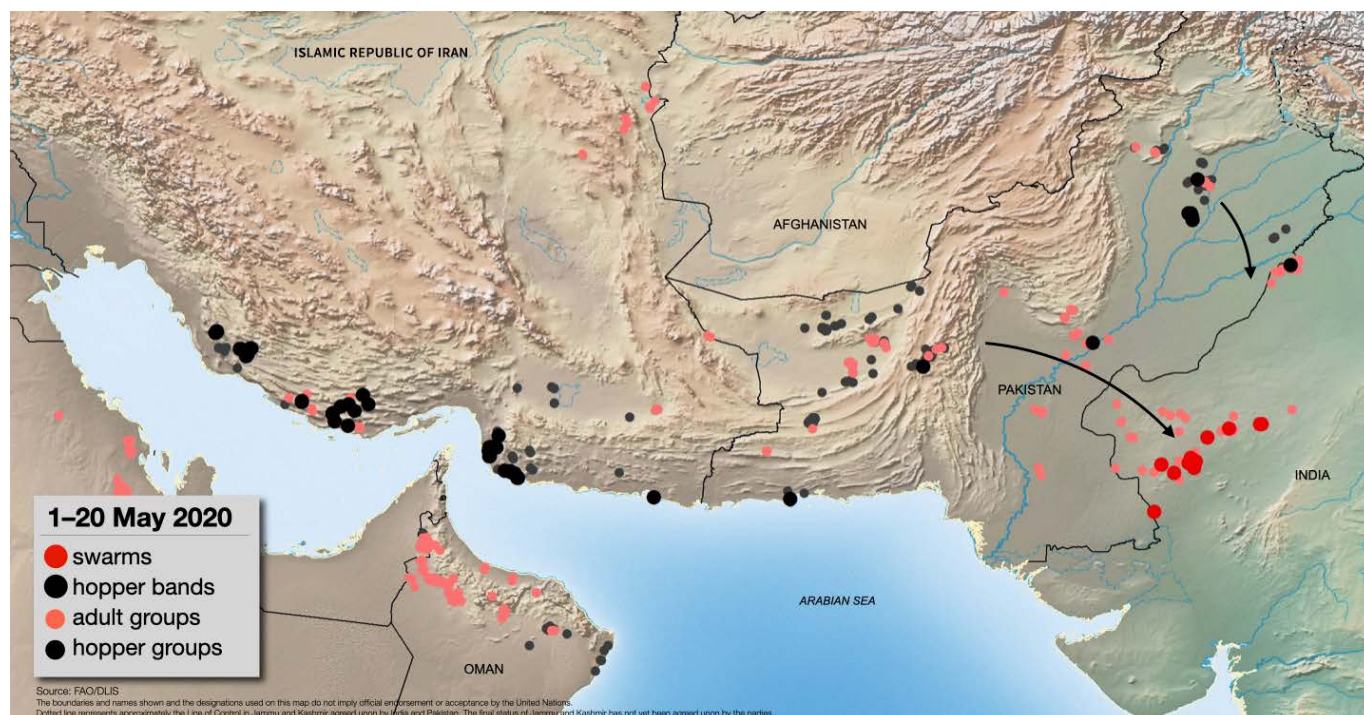 ISLAMIC REPUBLIC OF IRAN
AFGHANISTAN
PAKISTAN
INDIA
1–20 May 2020
swarms
hopper bands
adult groups
hopper groups
ARABIAN SEA
OMAN
Source: FAO/DLIS
The boundaries and names shown and the designations used on this map do not imply official endorsement or acceptance by the United Nations.
Dotted line represents approximately the Line of Control in Jammu and Kashmir agreed upon by India and Pakistan. The final status of Jammu and Kashmir has not yet been agreed upon by the parties.